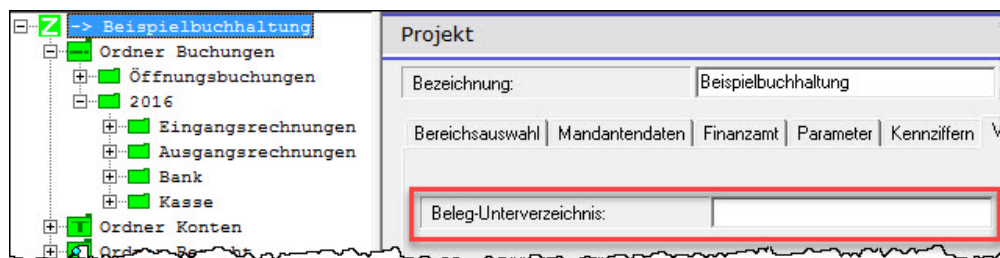 Z -> Beispielbuchhaltung
Ordner Buchungen
Öffnungsbuchungen
2016
Eingangsrechnungen
Ausgangsrechnungen
Bank
Kasse
Ordner Konten
Ordner
Projekt
Bezeichnung: Beispielbuchhaltung
Bereichsauswahl Mandantendaten Finanzamt Parameter Kennziffern
Beleg-Unterverzeichnis: